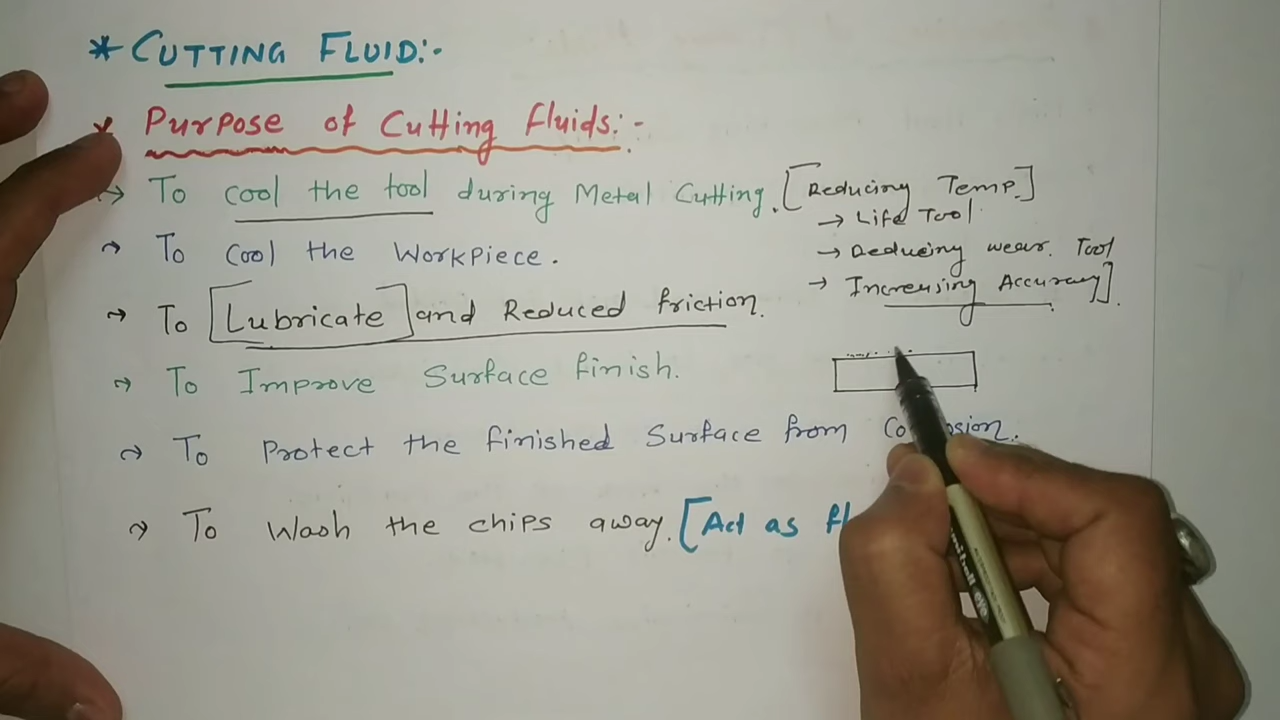 * CUTTING FLUID:-
Purpose of Cutting Fluids:-
→ To cool the tool during Metal Cutting. [Reducing Temp.]
→ Life Tool.
→ Reducing wear. Tool
→ Increasing Accuracy].
→ To Cool the Workpiece.
→ To [Lubricate] and Reduced friction.
→ To Improve Surface finish.
→ To Protect the finished Surface from
→ To Wash the chips away. [Act as